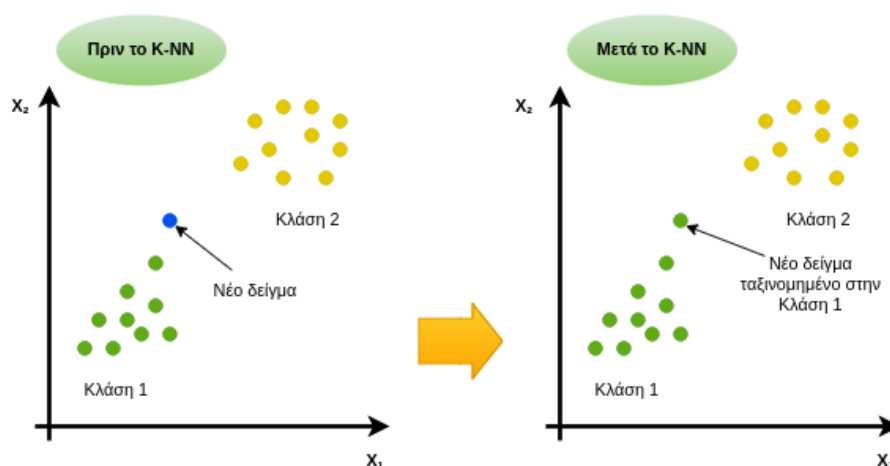 Πριν το K-NN
Μετά το K-NN
X₂
Κλάση 2
Νέο δείγμα
Κλάση 1
X₁
X₂
Κλάση 2
Νέο δείγμα
ταξινομημένο στην
Κλάση 1
Κλάση 1